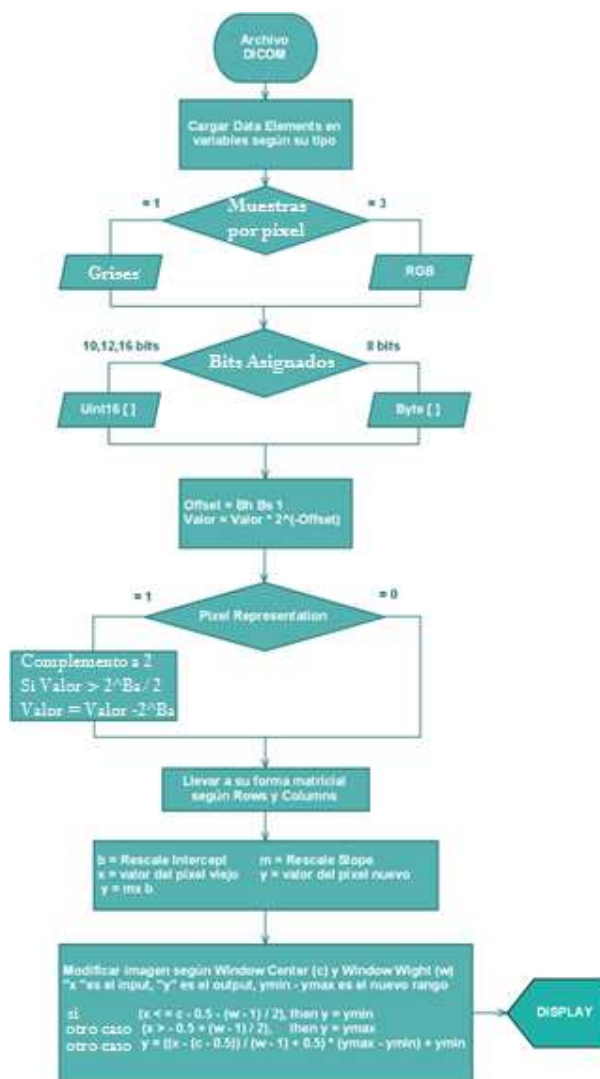 Archivo
DICOM
Cargar Data Elements en
variables según su tipo
= 1
Muestras
por pixel
= 3
Grises
RGB
10,12,16 bits
Bits Asignados
8 bits
Uint16 [ ]
Byte [ ]
Offset = Bh Bs 1
Valor = Valor * 2^(-Offset)
= 1
Pixel Representation
= 0
Complemento a 2
Si Valor > 2^Ba / 2
Valor = Valor -2^Ba
Llevar a su forma matricial
según Rows y Columns
b = Rescale Intercept m = Rescale Slope
x = valor del pixel viejo y = valor del pixel nuevo
y = mx b
Modificar imagen según Window Center (c) y Window Wight (w)
"x "es el input, "y" es el output, ymin - ymax es el nuevo rango
si (x < = c - 0.5 - (w - 1) / 2), then y = ymin
otro caso (x > - 0.5 + (w - 1) / 2), then y = ymax
otro caso y = ((x - (c - 0.5)) / (w - 1) + 0.5) * (ymax - ymin) + ymin
DISPLAY